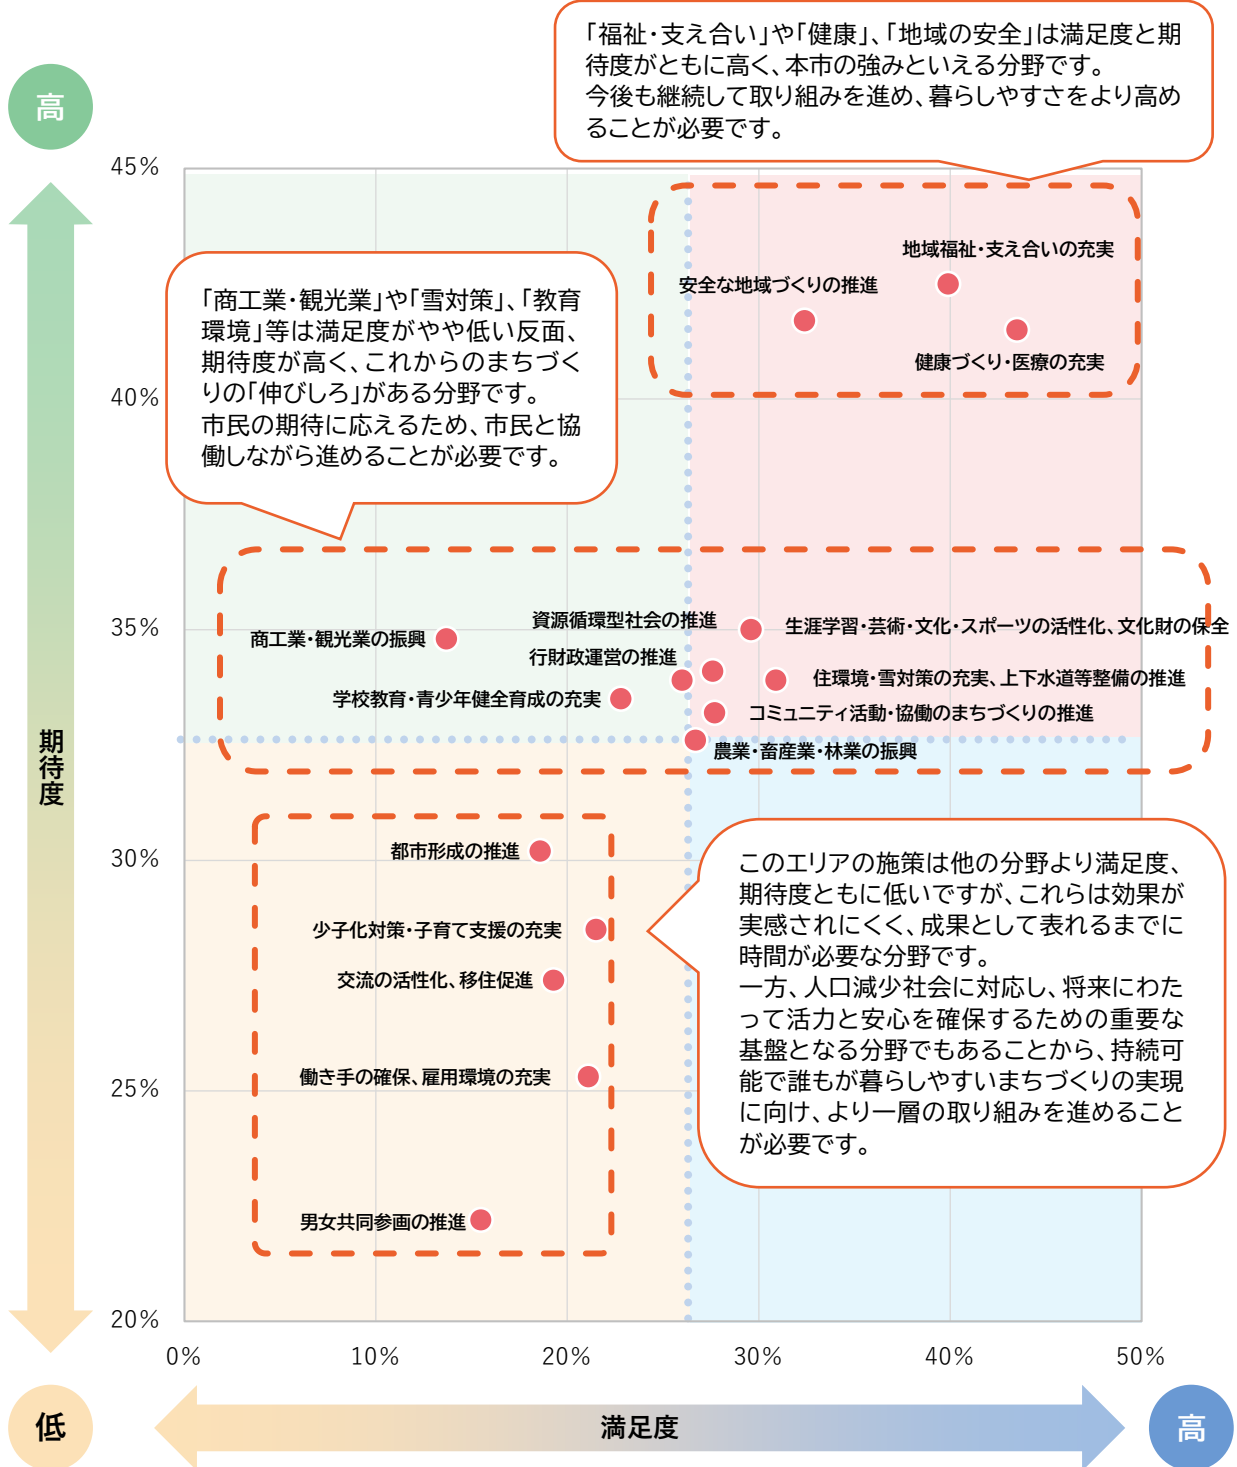 「福祉・支え合い」や「健康」、「地域の安全」は満足度と期
待度がともに高く、本市の強みといえる分野です。
今後も継続して取り組みを進め、暮らしやすさをより高め
ることが必要です。
高
45%
地域福祉・支え合いの充実
安全な地域づくりの推進
健康づくり・医療の充実
「商工業・観光業」や「雪対策」、「教育
環境」等は満足度がやや低い反面、
期待度が高く、これからのまちづく
りの「伸びしろ」がある分野です。
市民の期待に応えるため、市民と協
働しながら進めることが必要です。
40%
35%
資源循環型社会の推進
生涯学習・芸術・文化・スポーツの活性化、文化財の保全
商工業・観光業の振興
行財政運営の推進
住環境・雪対策の充実、上下水道等整備の推進
学校教育・青少年健全育成の充実
コミュニティ活動・協働のまちづくりの推進
農業・畜産業・林業の振興
期待度
30%
都市形成の推進
少子化対策・子育て支援の充実
交流の活性化、移住促進
働き手の確保、雇用環境の充実
25%
男女共同参画の推進
このエリアの施策は他の分野より満足度、
期待度ともに低いですが、これらは効果が
実感されにくく、成果として表れるまでに
時間が必要な分野です。
一方、人口減少社会に対応し、将来にわた
って活力と安心を確保するための重要な
基盤となる分野でもあることから、持続可
能で誰もが暮らしやすいまちづくりの実現
に向け、より一層の取り組みを進めること
が必要です。
20%
0%
10%
20%
30%
40%
50%
低
満足度
高